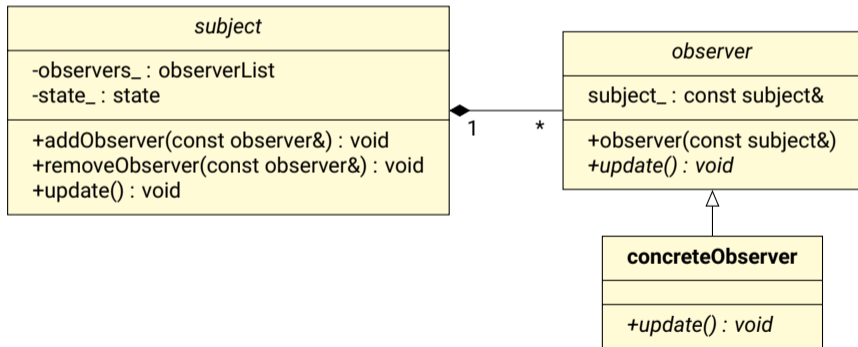 subject
-observers_ : observerList
-state_ : state
+addObserver(const observer&) : void
+removeObserver(const observer&) : void
+update() : void
1
*
observer
subject_ : const subject&
+observer(const subject&)
+update() : void
concreteObserver
+update() : void